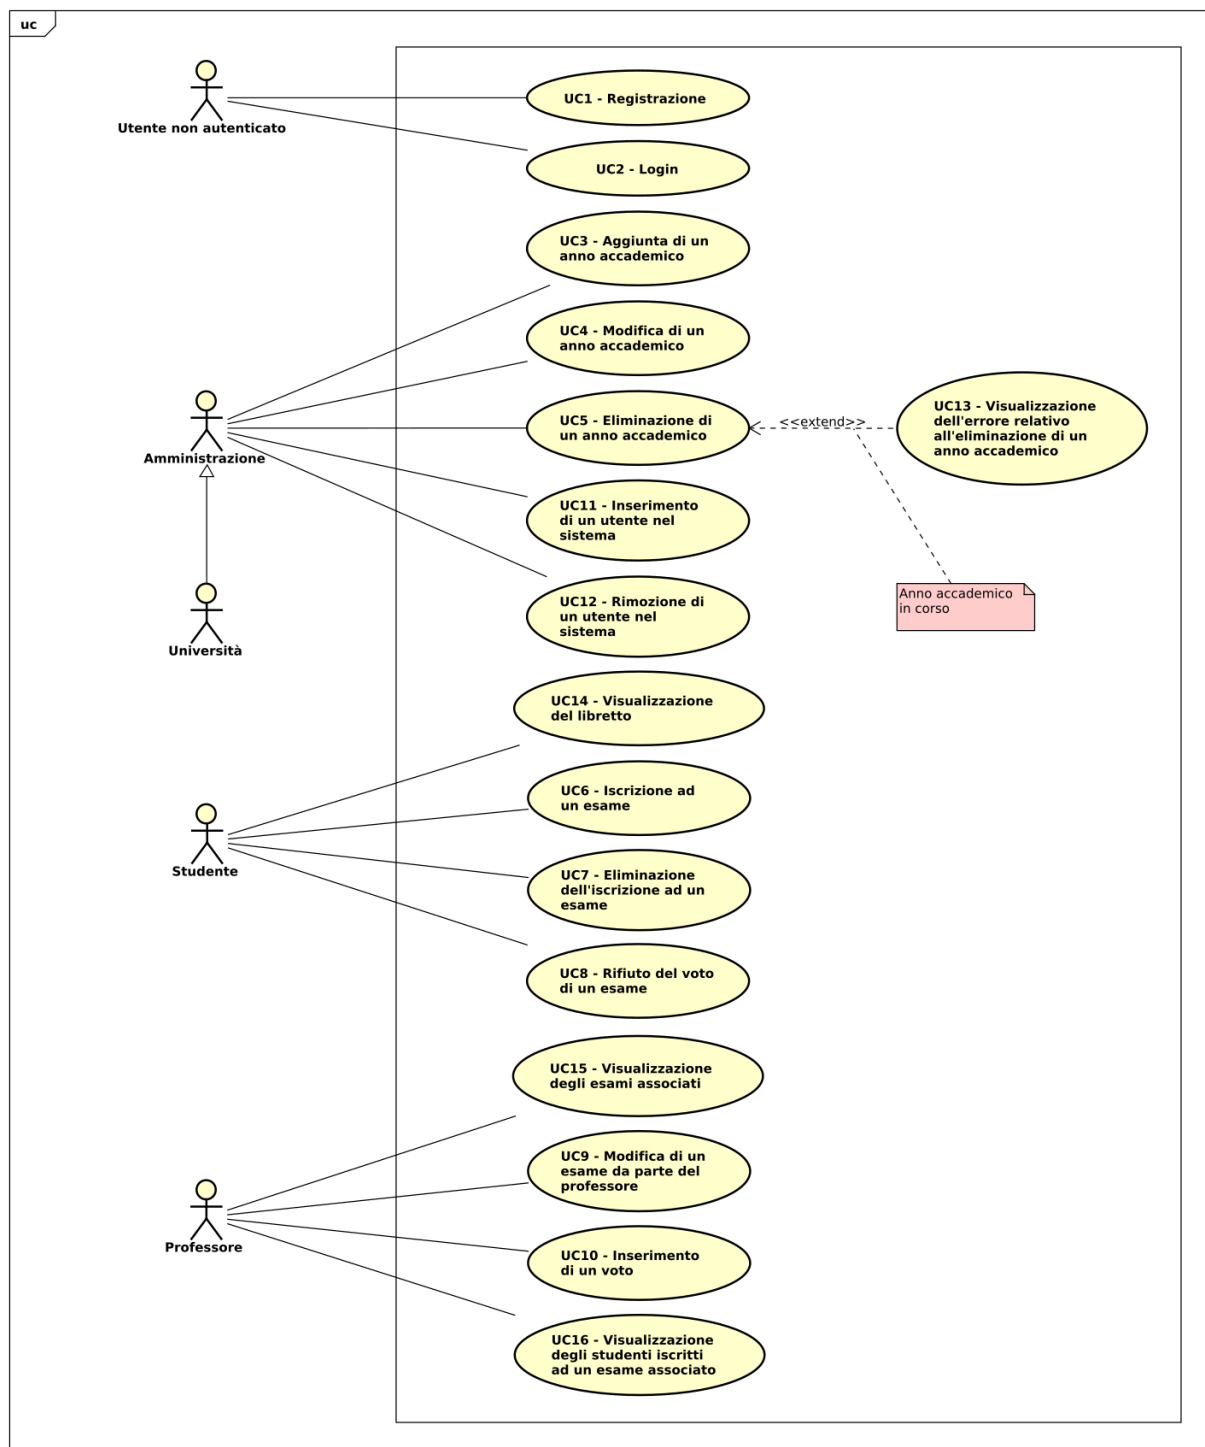 uc
UC1 - Registrazione
Utente non autenticato
UC2 - Login
UC3 - Aggiunta di un
anno accademico
UC4 - Modifica di un
anno accademico
UC5 - Eliminazione di
un anno accademico
<<extend>>
UC13 - Visualizzazione
dell'errore relativo
all'eliminazione di un
anno accademico
Amministrazione
UC11 - Inserimento
di un utente nel
sistema
UC12 - Rimozione di
un utente nel
sistema
Anno accademico
in corso
Università
UC14 - Visualizzazione
del libretto
UC6 - Iscrizione ad
un esame
Studente
UC7 - Eliminazione
dell'iscrizione ad un
esame
UC8 - Rifiuto del voto
di un esame
UC15 - Visualizzazione
degli esami associati
UC9 - Modifica di un
esame da parte del
professore
Professore
UC10 - Inserimento
di un voto
UC16 - Visualizzazione
degli studenti iscritti
ad un esame associato